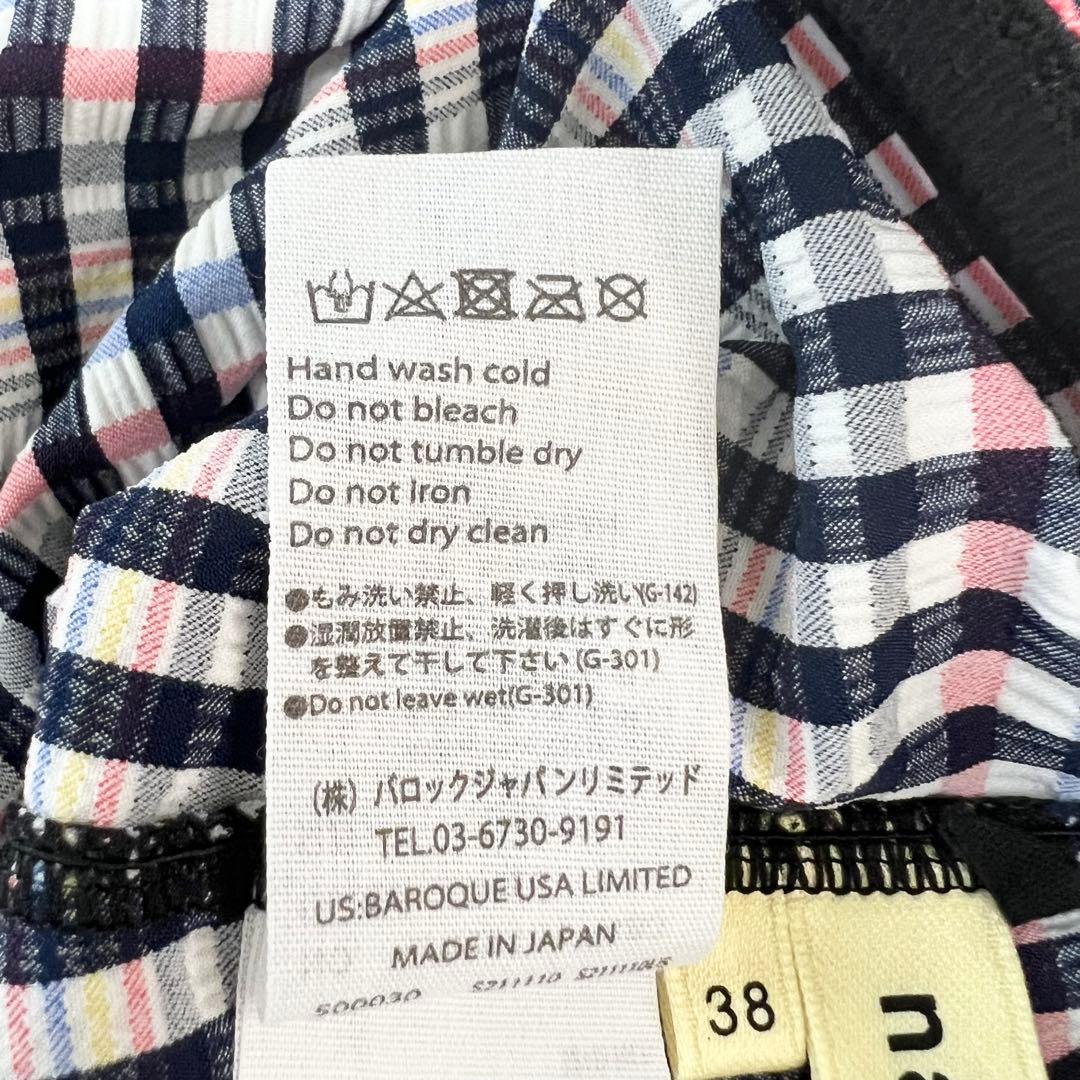 Hand wash cold
Do not bleach
Do not tumble dry
Do not Iron
Do not dry clean
●もみ洗い禁止、軽く押し洗い(G-142)
●湿潤放置禁止、洗濯後はすぐに形
を整えて干して下さい(G-301)
●Do not leave wet(G-301)
(株) バロックジャパンリミテッド
TEL.03-6730-9191
US:BAROQUE USA LIMITED
MADE IN JAPAN
38